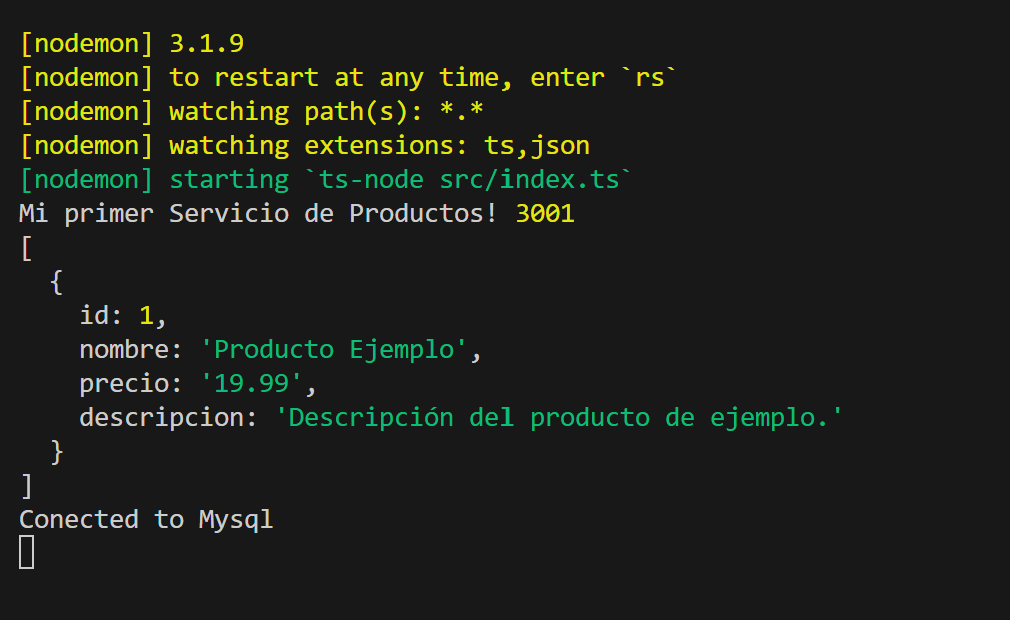 [nodemon] 3.1.9
[nodemon] to restart at any time, enter `rs`
[nodemon] watching path(s): *.*
[nodemon] watching extensions: ts,json
[nodemon] starting `ts-node src/index.ts`
Mi primer Servicio de Productos! 3001
[
  {
    id: 1,
    nombre: 'Producto Ejemplo',
    precio: '19.99',
    descripcion: 'Descripción del producto de ejemplo.'
  }
]
Conected to Mysql